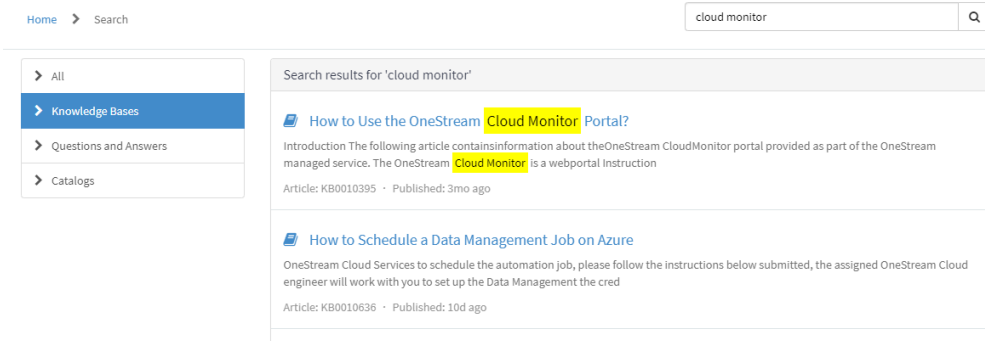 Home > Search
cloud monitor
All
Knowledge Bases
Questions and Answers
Catalogs
Search results for 'cloud monitor'
How to Use the OneStream Cloud Monitor Portal?
Introduction The following article containsinformation about theOneStream CloudMonitor portal provided as part of the OneStream
managed service. The OneStream Cloud Monitor is a webportal Instruction
Article: KB0010395 · Published: 3mo ago
How to Schedule a Data Management Job on Azure
OneStream Cloud Services to schedule the automation job, please follow the instructions below submitted, the assigned OneStream Cloud
engineer will work with you to set up the Data Management the cred
Article: KB0010636 · Published: 10d ago